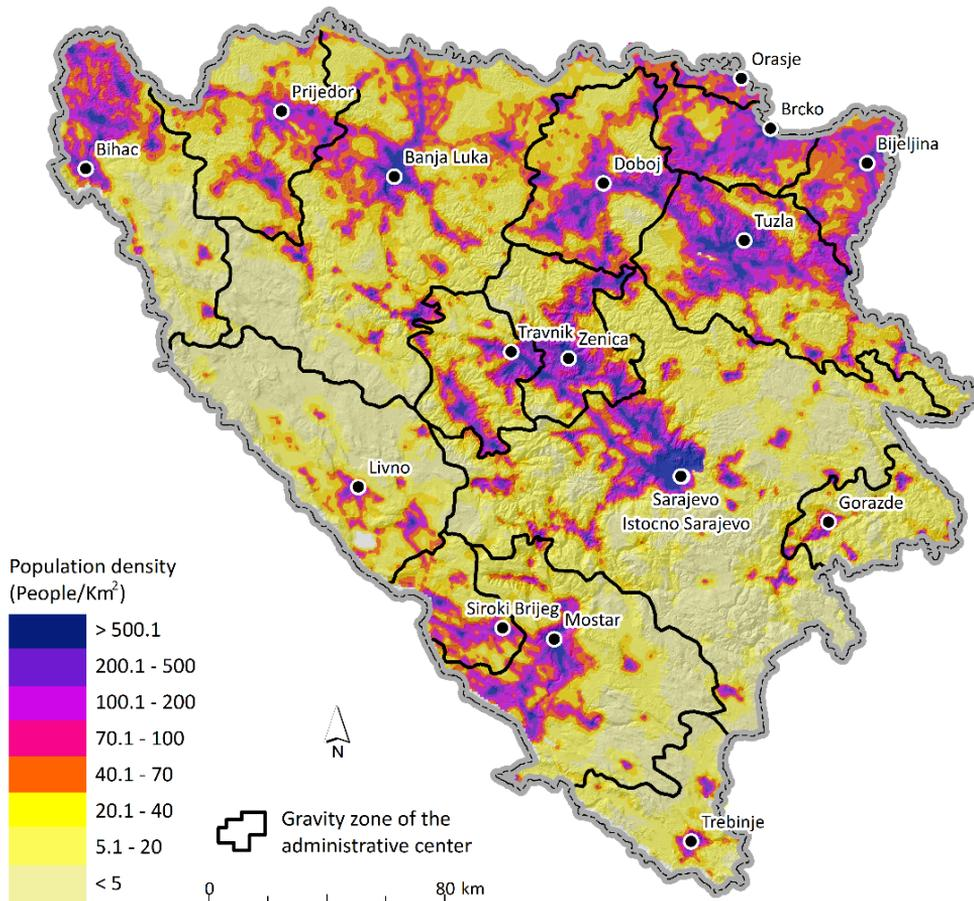 Orasje
Prijedor
Brcko
Bihac
Bijeljina
Banja Luka
Doboj
Tuzla
Travnik
Zenica
Livno
Sarajevo
Istocno Sarajevo
Gorazde
Siroki Brijeg
Mostar
Trebinje
Population density
(People/Km²)
> 500.1
200.1 - 500
100.1 - 200
70.1 - 100
40.1 - 70
20.1 - 40
5.1 - 20
< 5
N
Gravity zone of the
administrative center
0
80 km